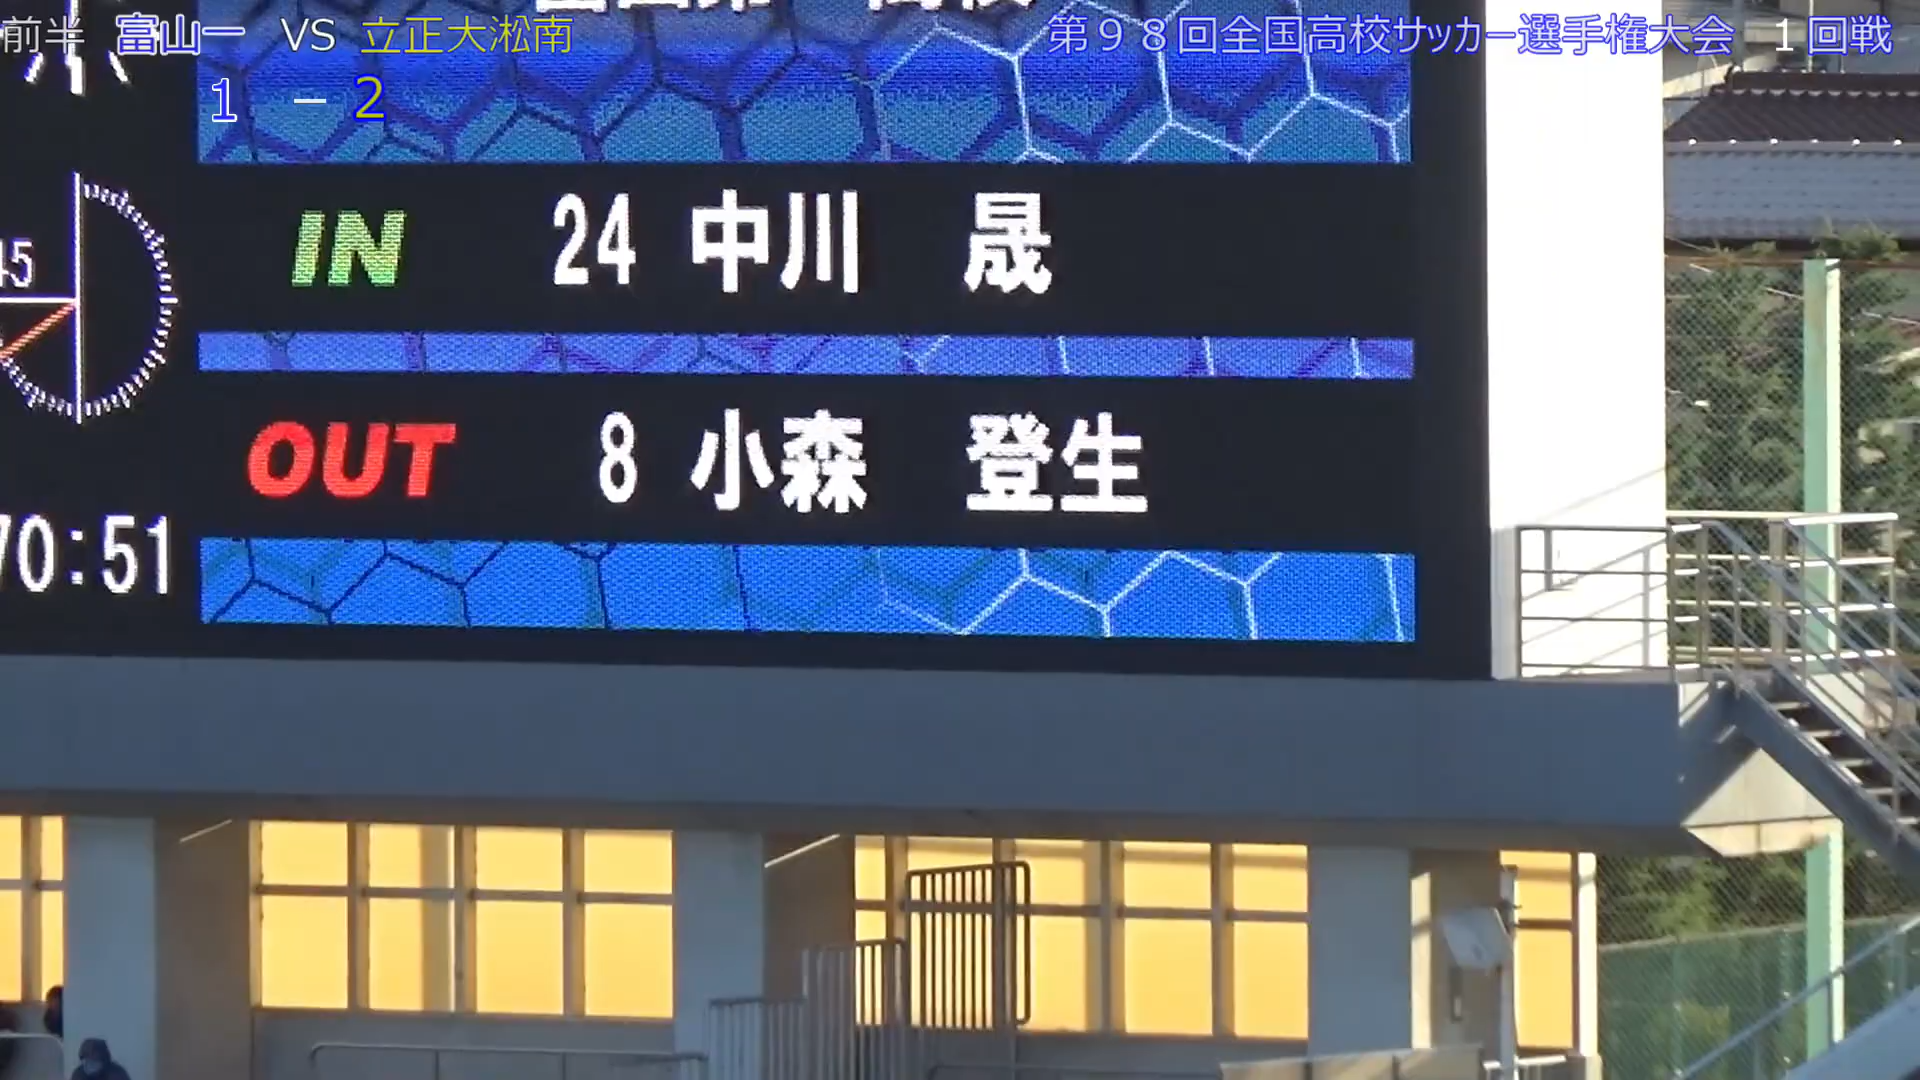 前半 富山一 VS 立正大淞南 第９８回全国高校サッカー選手権大会 １回戦
1 － 2
IN 24 中川 晟
45
OUT 8 小森 登生
70:51